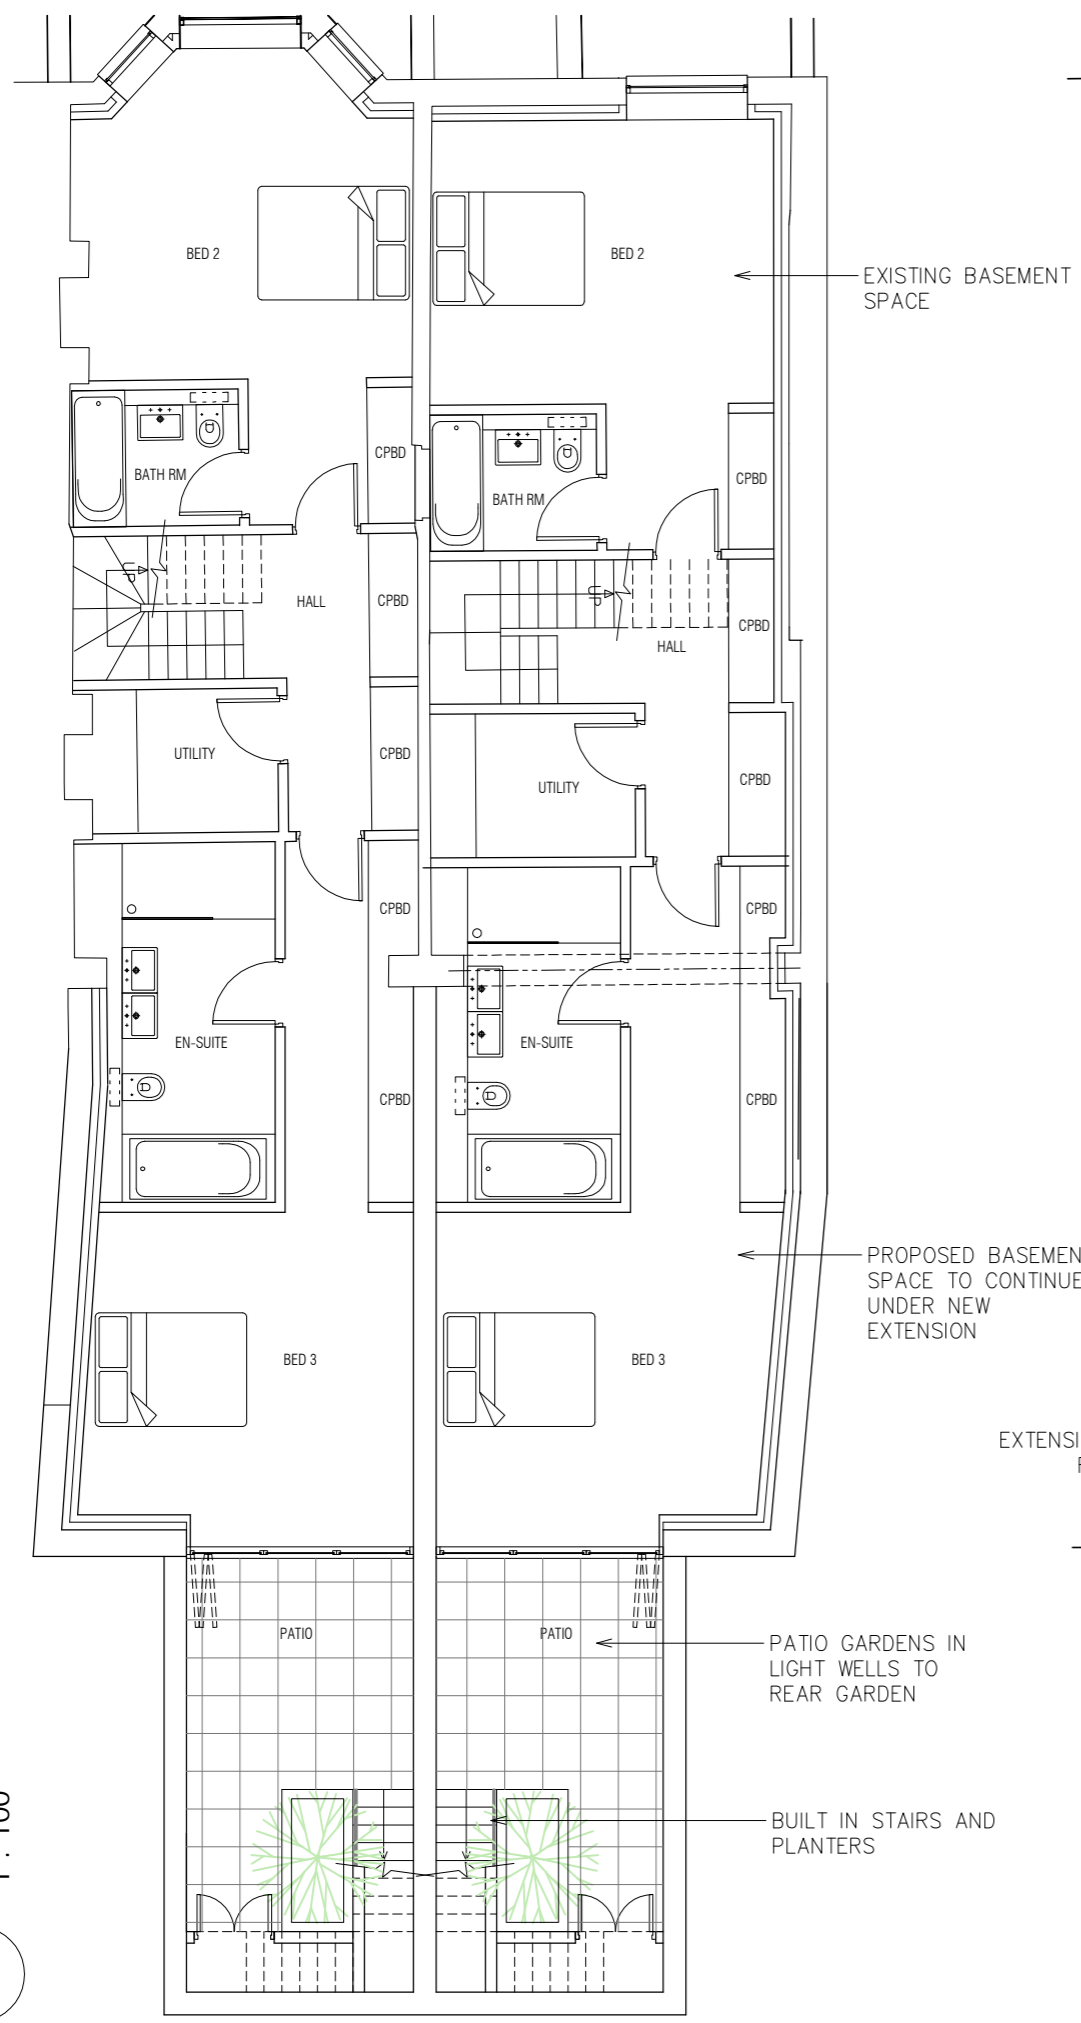 BED 2
BED 2
EXISTING BASEMENT
SPACE
BATH RM
CPBD
BATH RM
CPBD
UP
HALL
CPBD
UP
HALL
CPBD
UTILITY
CPBD
UTILITY
CPBD
CPBD
CPBD
EN-SUITE
EN-SUITE
CPBD
CPBD
PROPOSED BASEMEN
SPACE TO CONTINUE
UNDER NEW
EXTENSION
BED 3
BED 3
EXTENSI
PATIO
PATIO
PATIO GARDENS IN
LIGHT WELLS TO
REAR GARDEN
BUILT IN STAIRS AND
PLANTERS
1 : 100